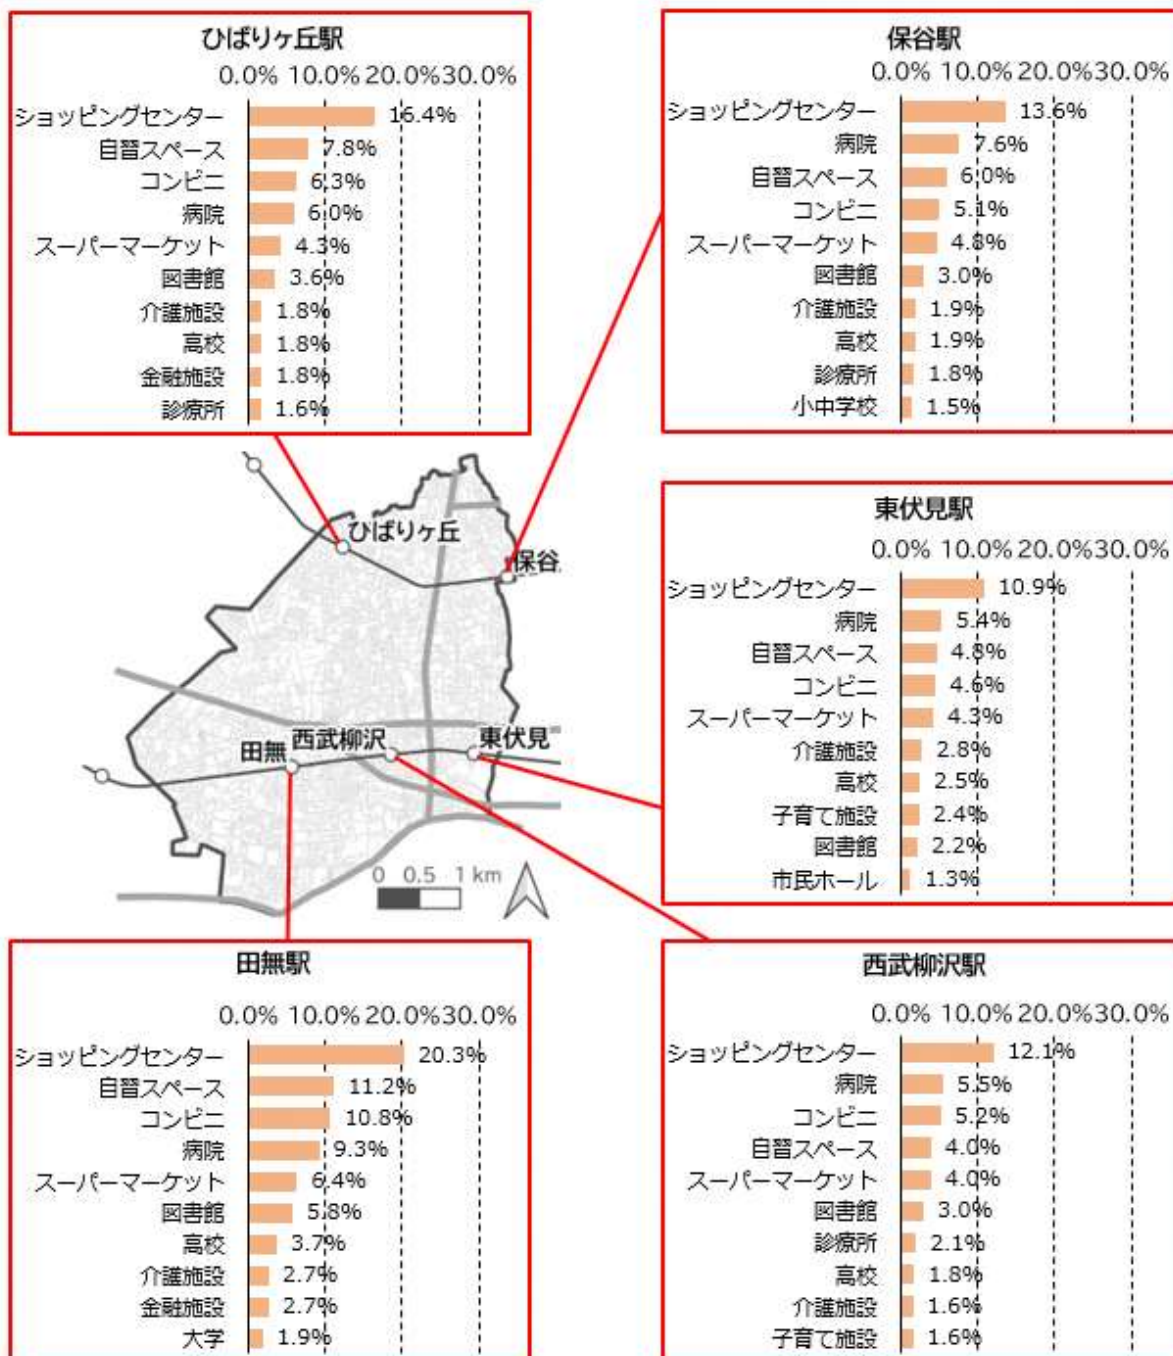 ひばりヶ丘駅
0.0% 10.0% 20.0% 30.0%
ショッピングセンター 16.4%
自習スペース 7.8%
コンビニ 6.3%
病院 6.0%
スーパーマーケット 4.3%
図書館 3.6%
介護施設 1.8%
高校 1.8%
金融施設 1.8%
診療所 1.6%
保谷駅
0.0% 10.0% 20.0% 30.0%
ショッピングセンター 13.6%
病院 7.6%
自習スペース 6.0%
コンビニ 5.1%
スーパーマーケット 4.8%
図書館 3.0%
介護施設 1.9%
高校 1.9%
診療所 1.8%
小中学校 1.5%
ひばりヶ丘
保谷
田無
西武柳沢
東伏見
0 0.5 1 km
東伏見駅
0.0% 10.0% 20.0% 30.0%
ショッピングセンター 10.9%
病院 5.4%
自習スペース 4.8%
コンビニ 4.6%
スーパーマーケット 4.3%
介護施設 2.8%
高校 2.5%
子育て施設 2.4%
図書館 2.2%
市民ホール 1.3%
田無駅
0.0% 10.0% 20.0% 30.0%
ショッピングセンター 20.3%
自習スペース 11.2%
コンビニ 10.8%
病院 9.3%
スーパーマーケット 6.4%
図書館 5.8%
高校 3.7%
介護施設 2.7%
金融施設 2.7%
大学 1.9%
西武柳沢駅
0.0% 10.0% 20.0% 30.0%
ショッピングセンター 12.1%
病院 5.5%
コンビニ 5.2%
自習スペース 4.0%
スーパーマーケット 4.0%
図書館 3.0%
診療所 2.1%
高校 1.8%
介護施設 1.6%
子育て施設 1.6%